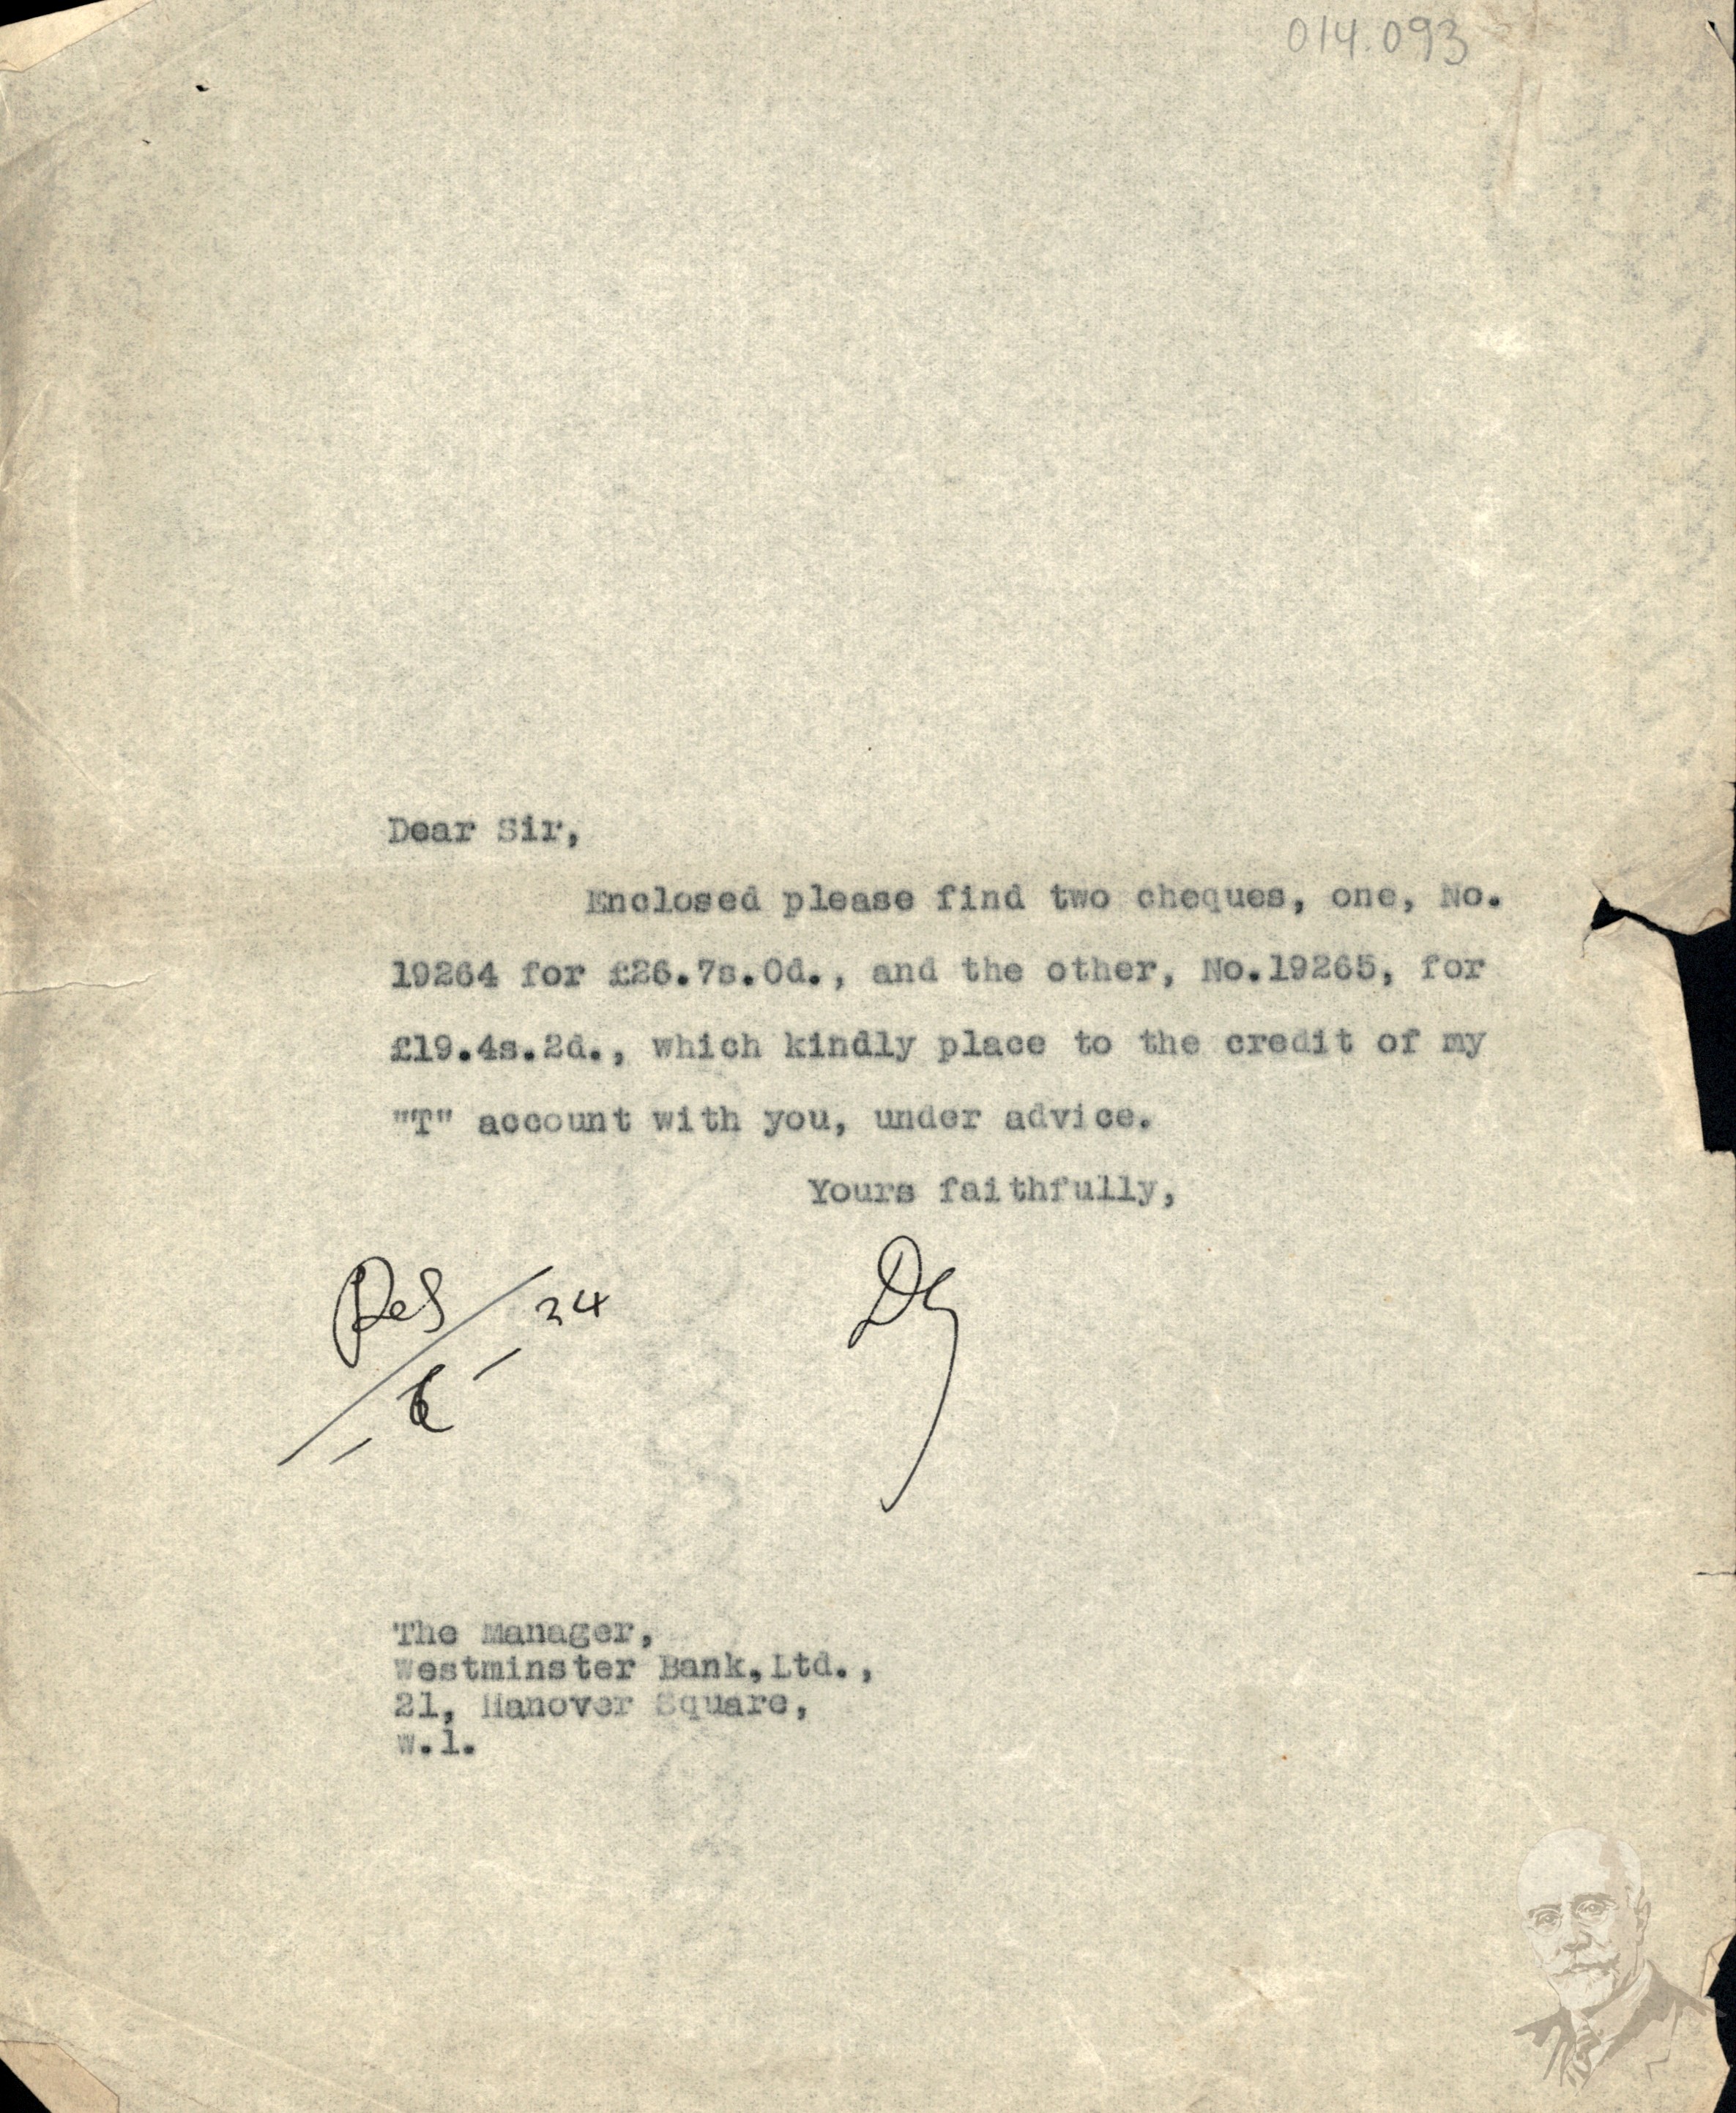 014.093
Dear Sir,
Enclosed please find two cheques, one, No.
19264 for £26.7s.0d., and the other, No.19265, for
£19.4s.2d., which kindly place to the credit of my
"T" account with you, under advice.
Yours faithfully,
24
6
The Manager,
Westminster Bank,Ltd.,
21, Hanover Square,
W.1.